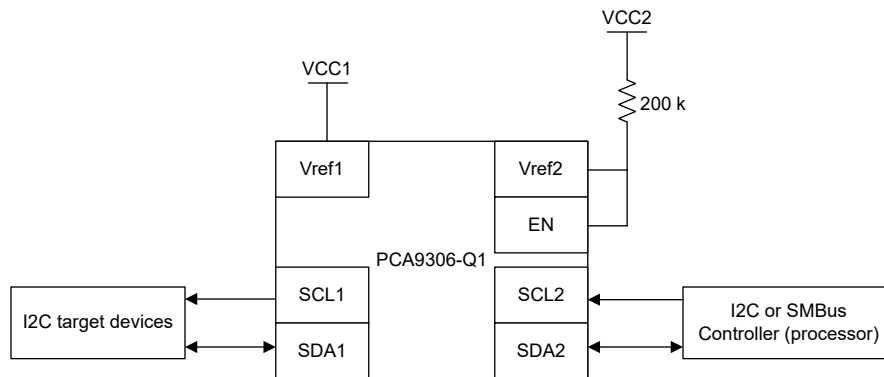 VCC2
VCC1
200 k
Vref1
Vref2
EN
PCA9306-Q1
SCL1
SCL2
I2C target devices
I2C or SMBus
Controller (processor)
SDA1
SDA2